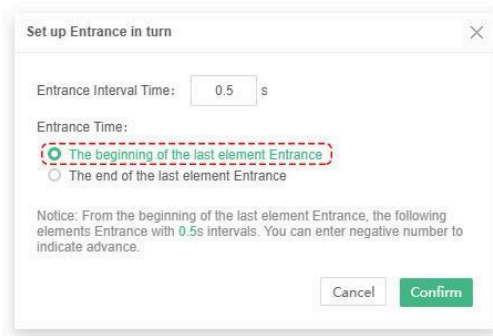 Set up Entrance in turn
Entrance Interval Time: 0.5 s
Entrance Time:
The beginning of the last element Entrance
The end of the last element Entrance
Notice: From the beginning of the last element Entrance, the following
elements Entrance with 0.5s intervals. You can enter negative number to
indicate advance.
Cancel Confirm